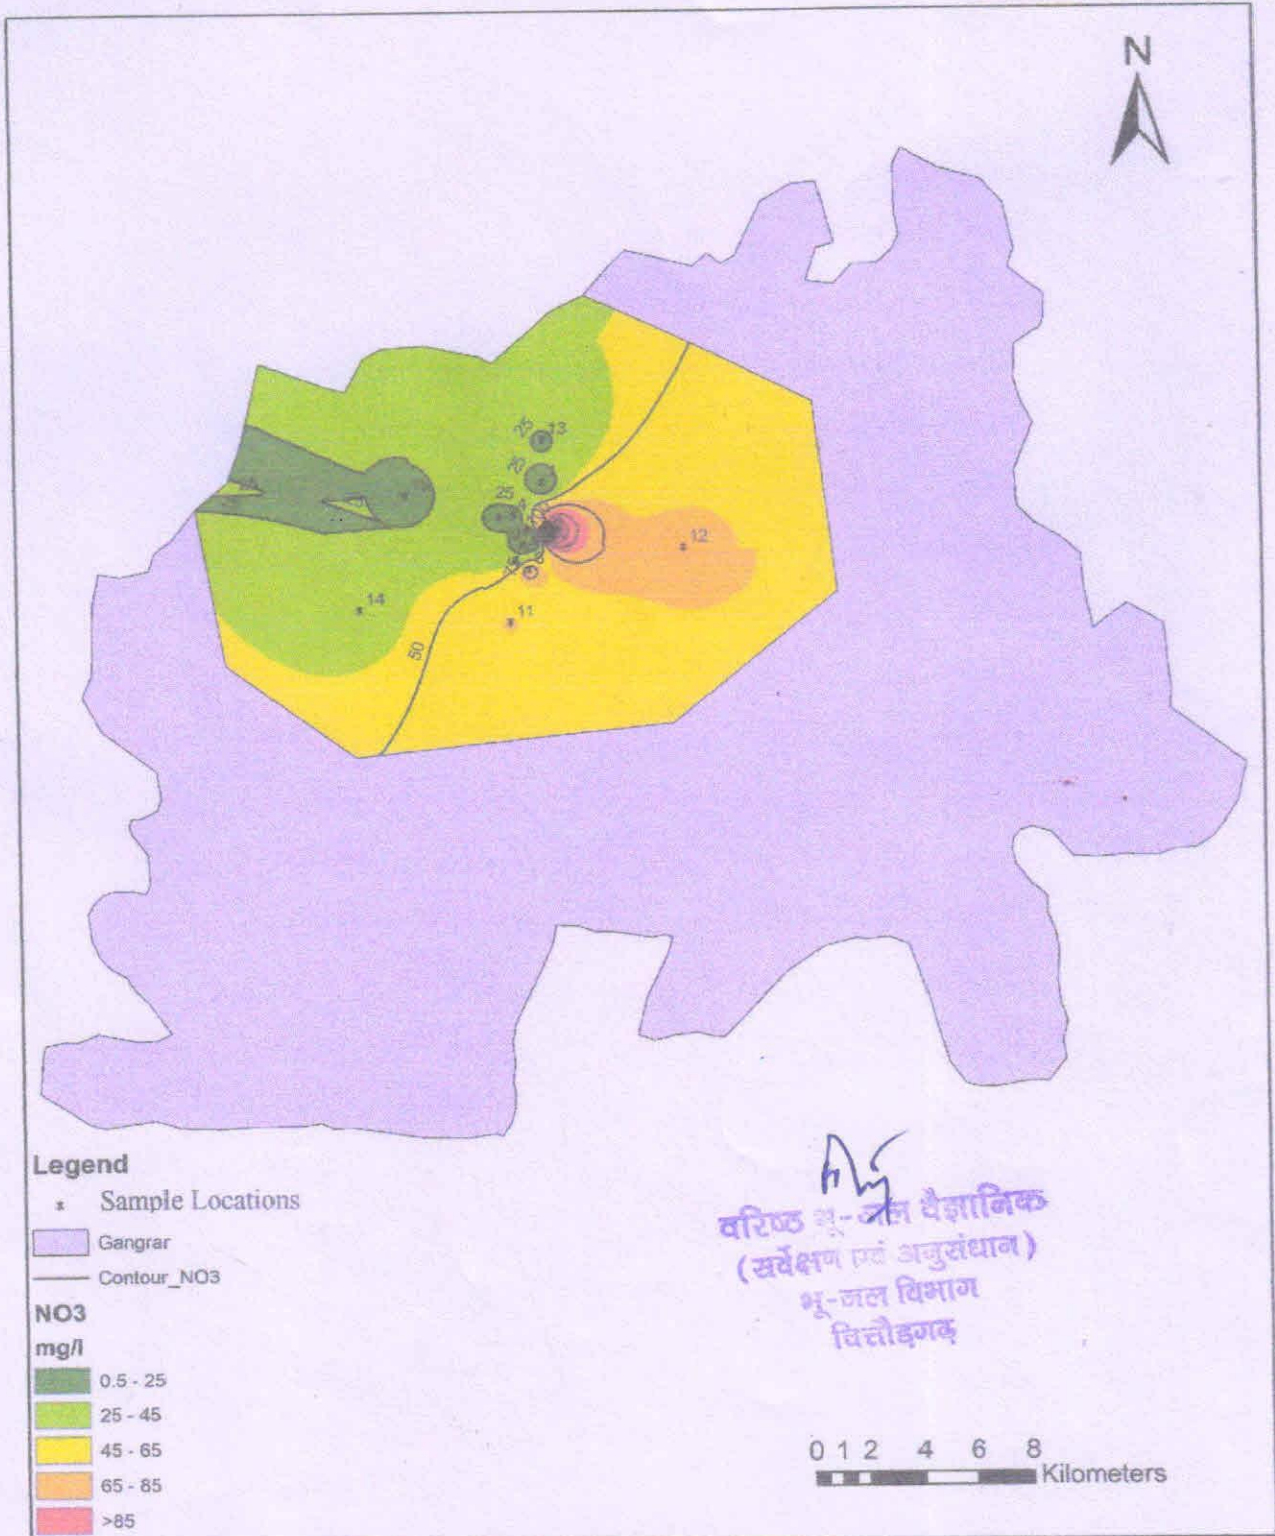 N
25
13
20
25
12
14
11
50
Legend
Sample Locations
Gangrar
Contour_NO3
NO3
mg/l
0.5 - 25
25 - 45
45 - 65
65 - 85
>85
वरिष्ठ भू-जल वैज्ञानिक
(सर्वेक्षण एवं अनुसंधान)
भू-जल विभाग
चित्तौड़गढ़
0 1 2 4 6 8
Kilometers